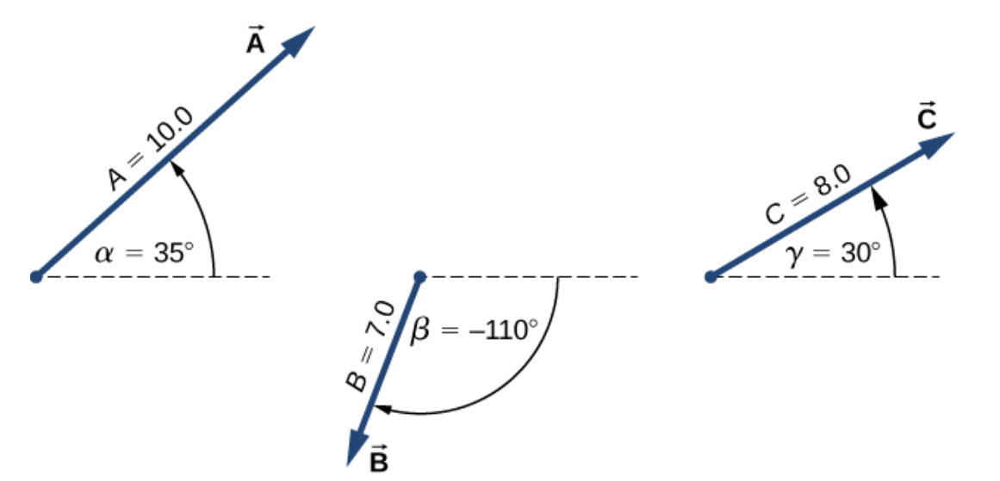 A⃗
A = 10.0
α = 35°
B = 7.0
β = –110°
B⃗
C⃗
C = 8.0
γ = 30°